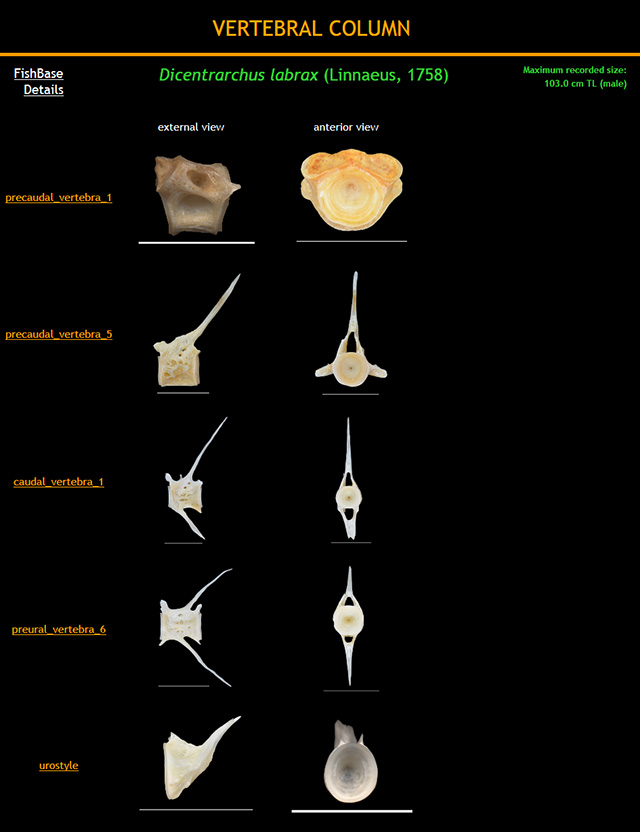 VERTEBRAL COLUMN
FishBase
Details
Dicentrarchus labrax (Linnaeus, 1758)
Maximum recorded size:
103.0 cm TL (male)
external view
anterior view
precaudal_vertebra_1
precaudal_vertebra_5
caudal_vertebra_1
preural_vertebra_6
urostyle